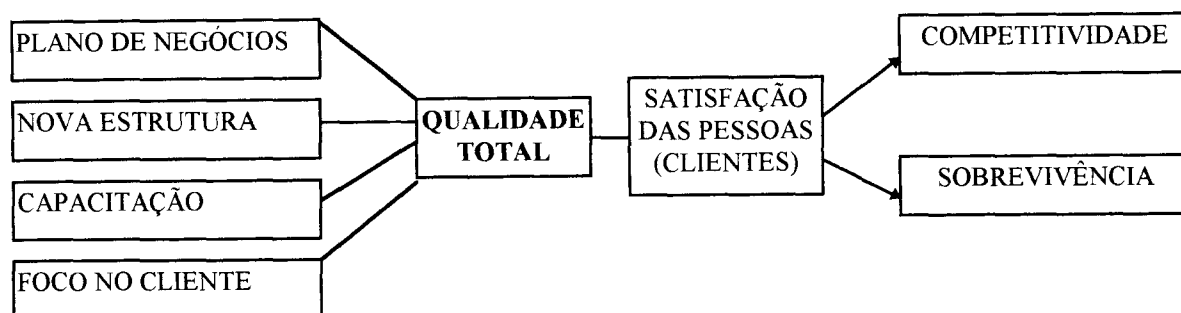 PLANO DE NEGÓCIOS
NOVA ESTRUTURA
CAPACITAÇÃO
FOCO NO CLIENTE
QUALIDADE
TOTAL
SATISFAÇÃO
DAS PESSOAS
(CLIENTES)
COMPETITIVIDADE
SOBREVIVÊNCIA